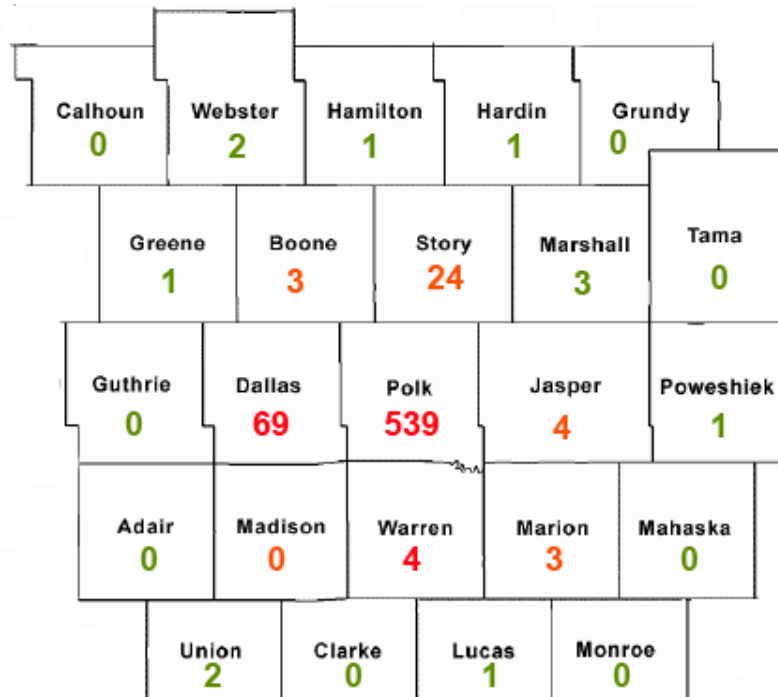 Calhoun Webster Hamilton Hardin Grundy
0 2 1 1 0
Greene Boone Story Marshall Tama
1 3 24 3 0
Guthrie Dallas Polk Jasper Poweshiek
0 69 539 4 1
Adair Madison Warren Marion Mahaska
0 0 4 3 0
Union Clarke Lucas Monroe
2 0 1 0